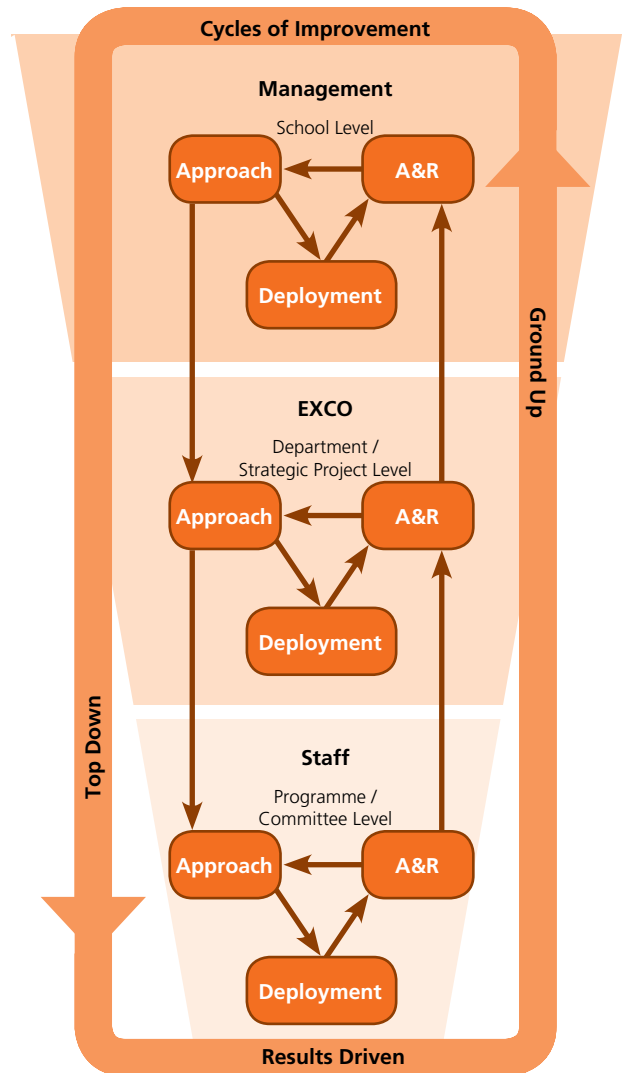 Cycles of Improvement
Management
School Level
Approach
A&R
Deployment
Ground Up
EXCO
Department /
Strategic Project Level
Approach
A&R
Deployment
Top Down
Staff
Programme /
Committee Level
Approach
A&R
Deployment
Results Driven